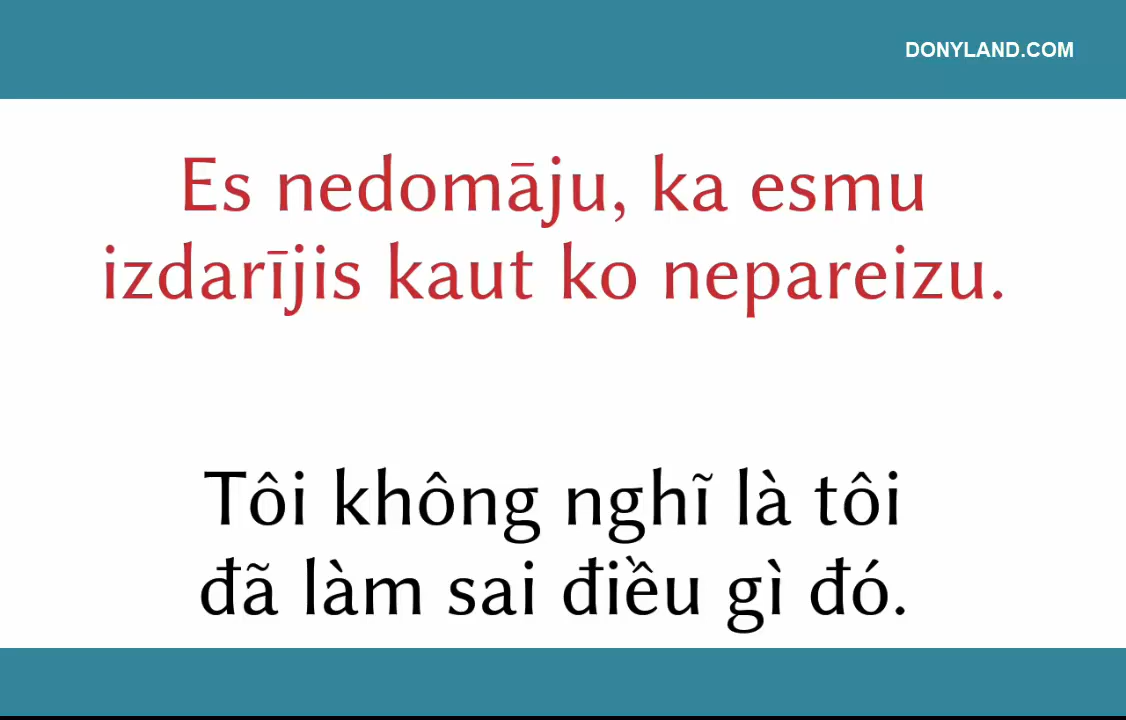 DONYLAND.COM
Es nedomāju, ka esmu
izdarījis kaut ko nepareizu.
Tôi không nghĩ là tôi
đã làm sai điều gì đó.